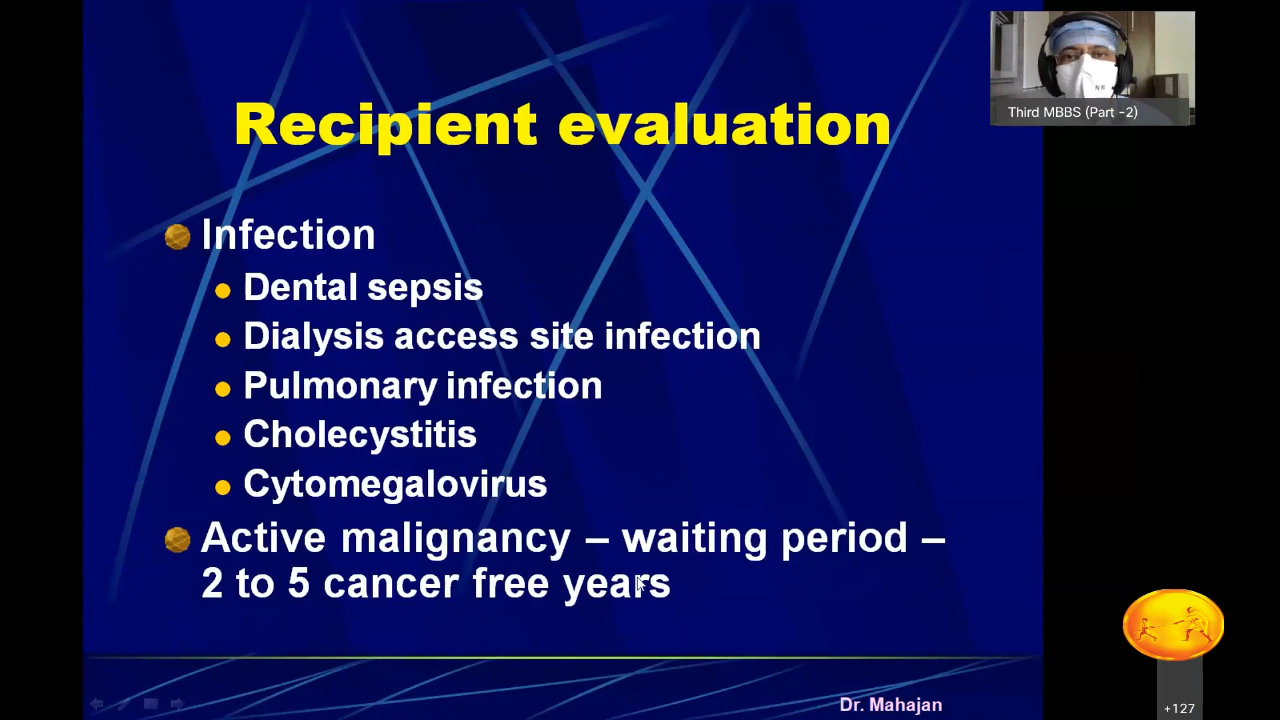 Recipient evaluation
Infection
Dental sepsis
Dialysis access site infection
Pulmonary infection
Cholecystitis
Cytomegalovirus
Active malignancy – waiting period –
2 to 5 cancer free years
Dr. Mahajan
Third MBBS (Part -2)
+127